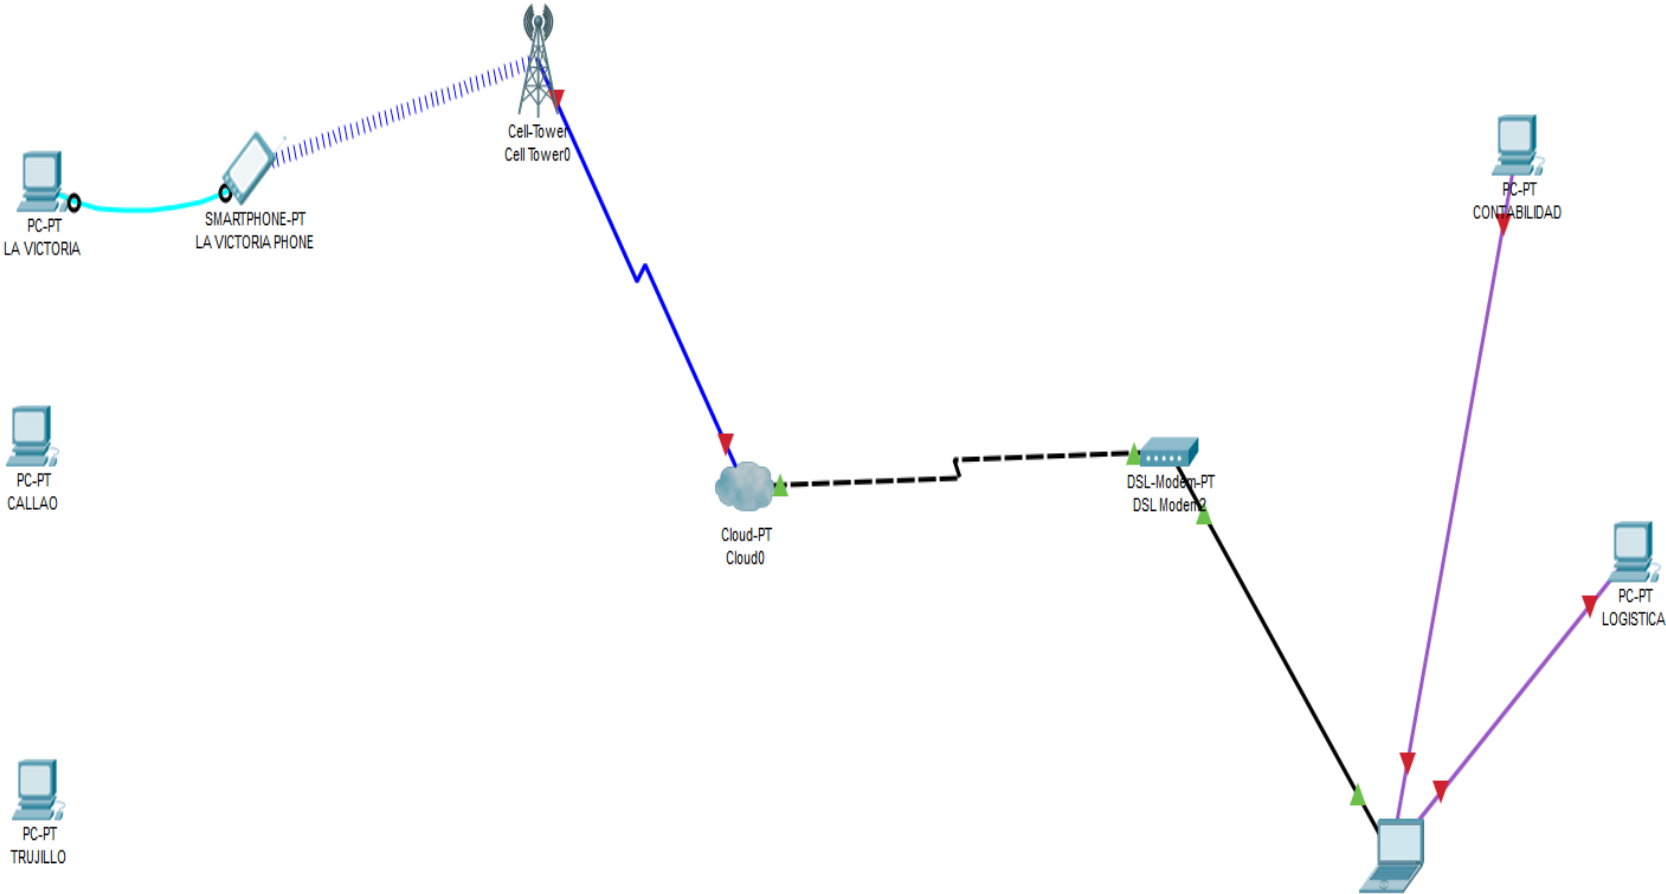 Cell-Tower
Cell Tower0
PC-PT
LA VICTORIA
SMARTPHONE-PT
LA VICTORIA PHONE
PC-PT
CONTABILIDAD
PC-PT
CALLAO
Cloud-PT
Cloud0
DSL-Modem-PT
DSL Modem2
PC-PT
LOGISTICA
PC-PT
TRUJILLO